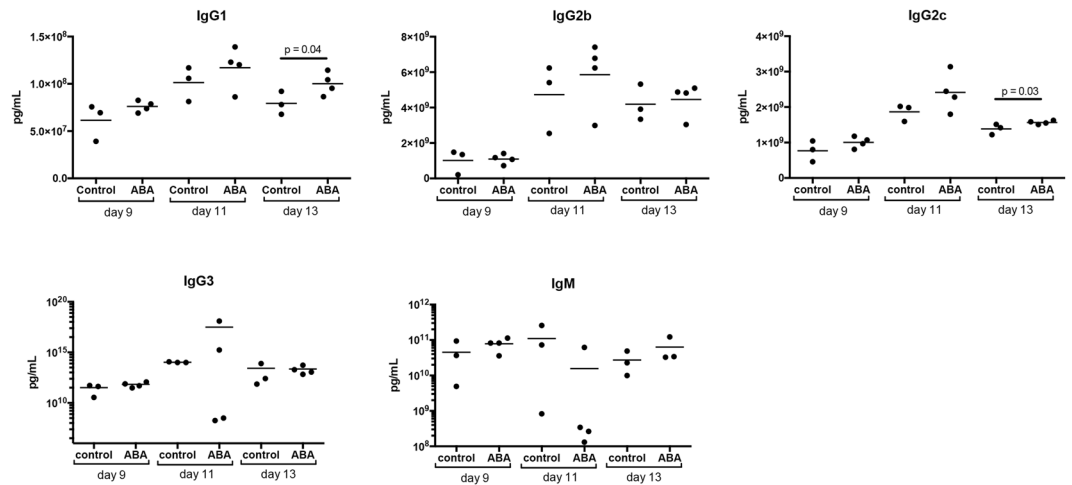 IgG1
pg/mL
1.5×10⁸
1.0×10⁸
5.0×10⁷
0.0
p = 0.04
Control ABA Control ABA Control ABA
day 9 day 11 day 13
IgG2b
pg/mL
8×10⁹
6×10⁹
4×10⁹
2×10⁹
0
control ABA control ABA control ABA
day 9 day 11 day 13
IgG2c
pg/mL
4×10⁹
3×10⁹
2×10⁹
1×10⁹
0
p = 0.03
control ABA control ABA control ABA
day 9 day 11 day 13
IgG3
pg/mL
10²⁰
10¹⁵
10¹⁰
control ABA control ABA control ABA
day 9 day 11 day 13
IgM
pg/mL
10¹²
10¹¹
10¹⁰
10⁹
10⁸
control ABA control ABA control ABA
day 9 day 11 day 13